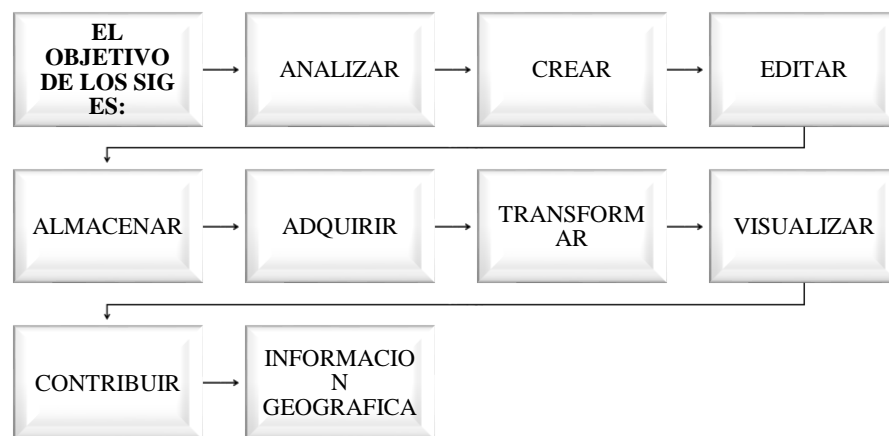 EL
OBJETIVO
DE LOS SIG
ES:
ANALIZAR
CREAR
EDITAR
ALMACENAR
ADQUIRIR
TRANSFORM
AR
VISUALIZAR
CONTRIBUIR
INFORMACIO
N
GEOGRAFICA